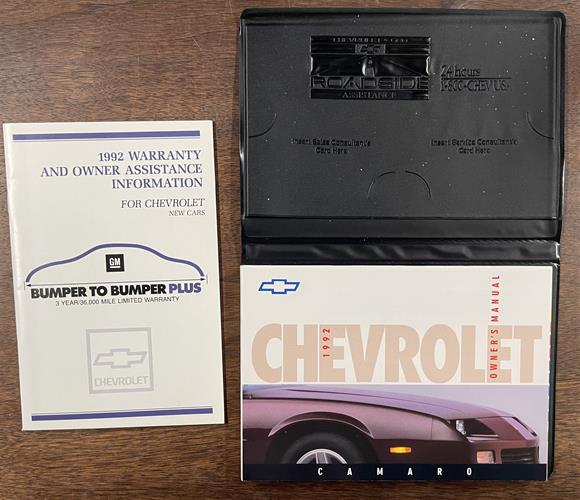 1992 WARRANTY
AND OWNER ASSISTANCE
INFORMATION
FOR CHEVROLET
NEW CARS
GM
BUMPER TO BUMPER PLUS
3 YEAR/36,000 MILE LIMITED WARRANTY
CHEVROLET
ROADSIDE
ASSISTANCE
24 hours
1-800-CHEV USA
Insert Sales Consultant's
Card Here
Insert Service Consultant's
Card Here
1992
CHEVROLET
OWNER'S MANUAL
CAMARO